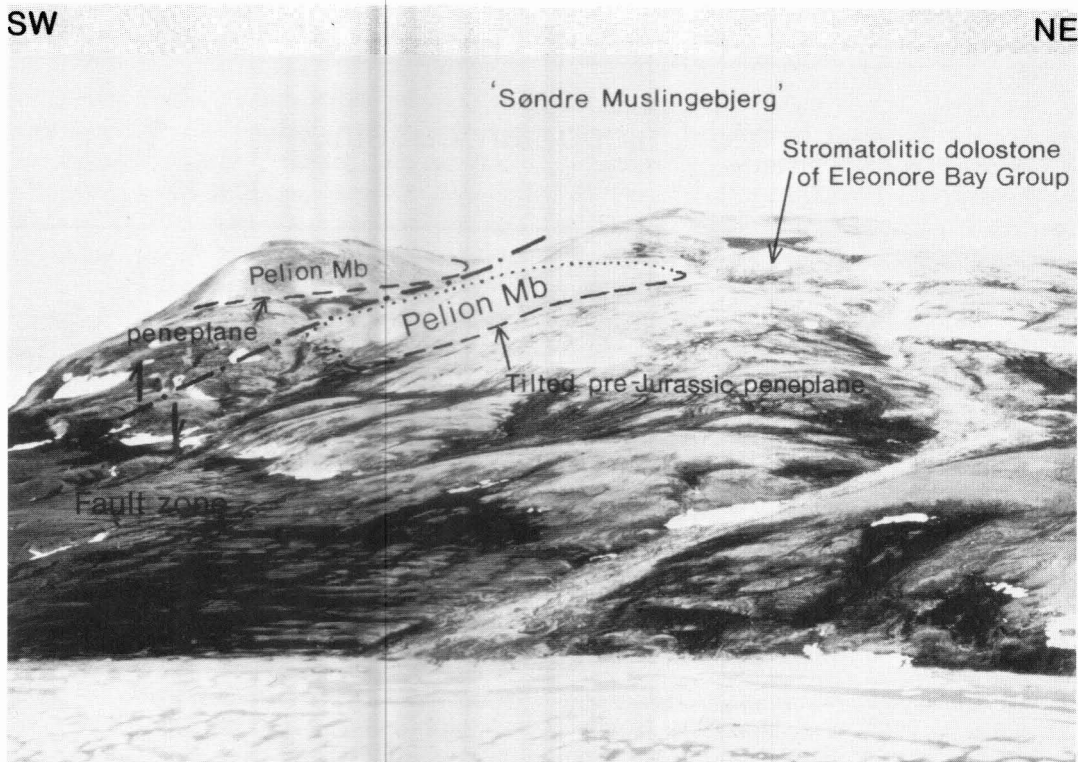 SW
NE
'Søndre Muslingebjerg'
Stromatolitic dolostone
of Eleonore Bay Group
Pelion Mb
Pelion Mb
peneplane
Tilted pre-Jurassic peneplane
Fault zone